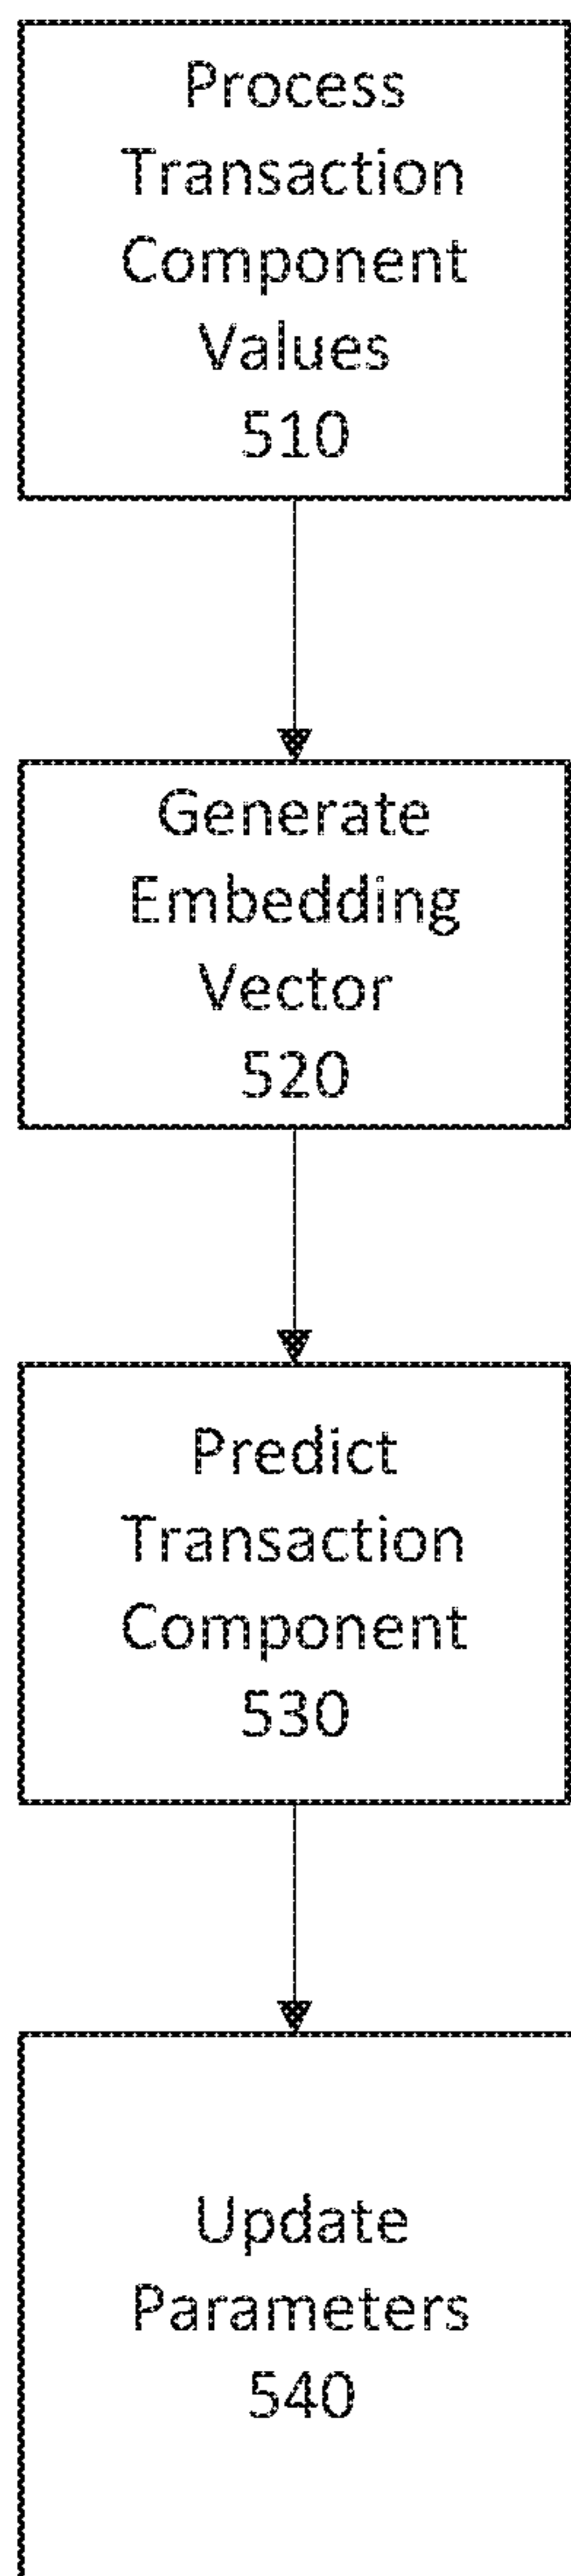 Process
Transaction
Component
Values
510
Generate
Embedding
Vector
520
Predict
Transaction
Component
530
Update
Parameters
540